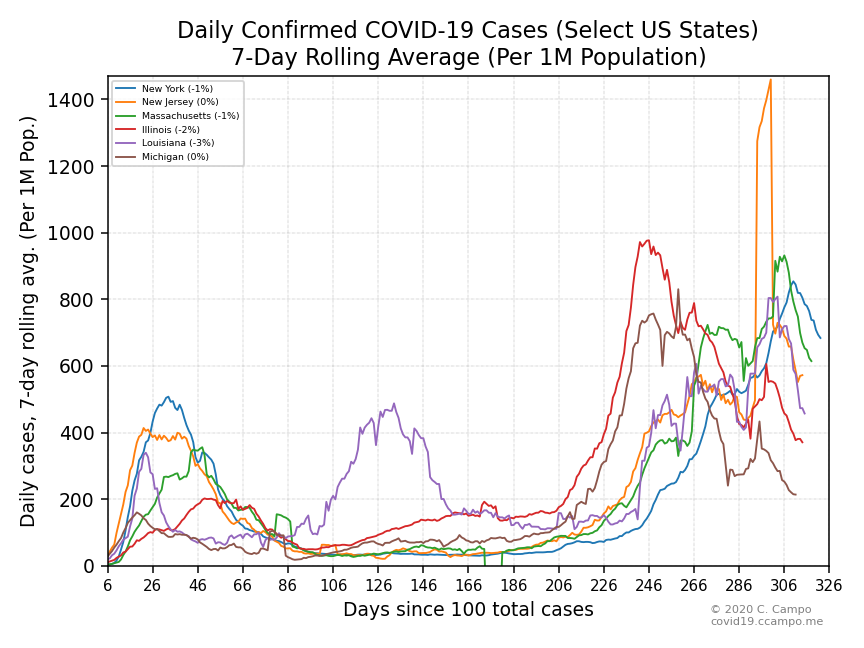 Daily Confirmed COVID-19 Cases (Select US States)
7-Day Rolling Average (Per 1M Population)
Daily cases, 7-day rolling avg. (Per 1M Pop.)
1400
1200
1000
800
600
400
200
0
New York (-1%)
New Jersey (0%)
Massachusetts (-1%)
Illinois (-2%)
Louisiana (-3%)
Michigan (0%)
6 26 46 66 86 106 126 146 166 186 206 226 246 266 286 306 326
Days since 100 total cases
© 2020 C. Campo
covid19.ccampo.me